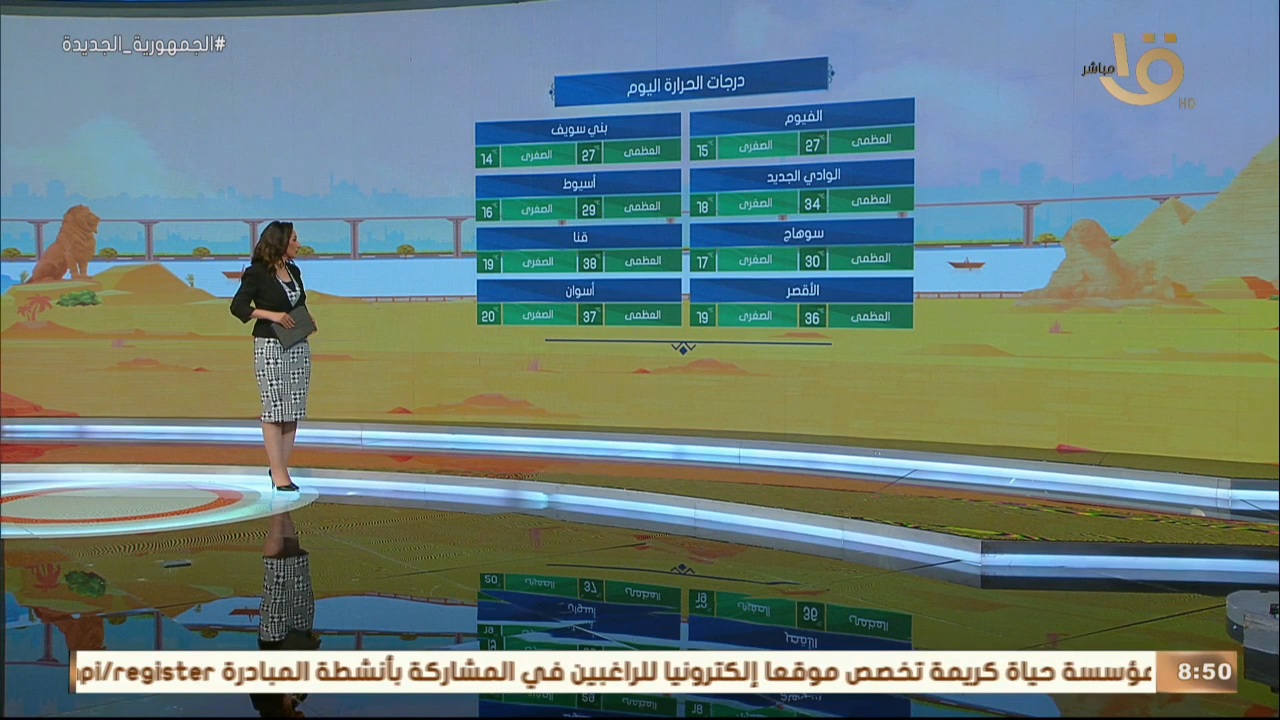 #الجمهورية_الجديدة
مباشر
HD
درجات الحرارة اليوم
الفيوم
العظمى 27 الصغرى 15
بني سويف
العظمى 27 الصغرى 14
الوادي الجديد
العظمى 34 الصغرى 18
أسيوط
العظمى 29 الصغرى 16
سوهاج
العظمى 30 الصغرى 17
قنا
العظمى 38 الصغرى 19
الأقصر
العظمى 36 الصغرى 19
أسوان
العظمى 37 الصغرى 20
8:50
مؤسسة حياة كريمة تخصص موقعا إلكترونيا للراغبين في المشاركة بأنشطة المبادرة pi/register